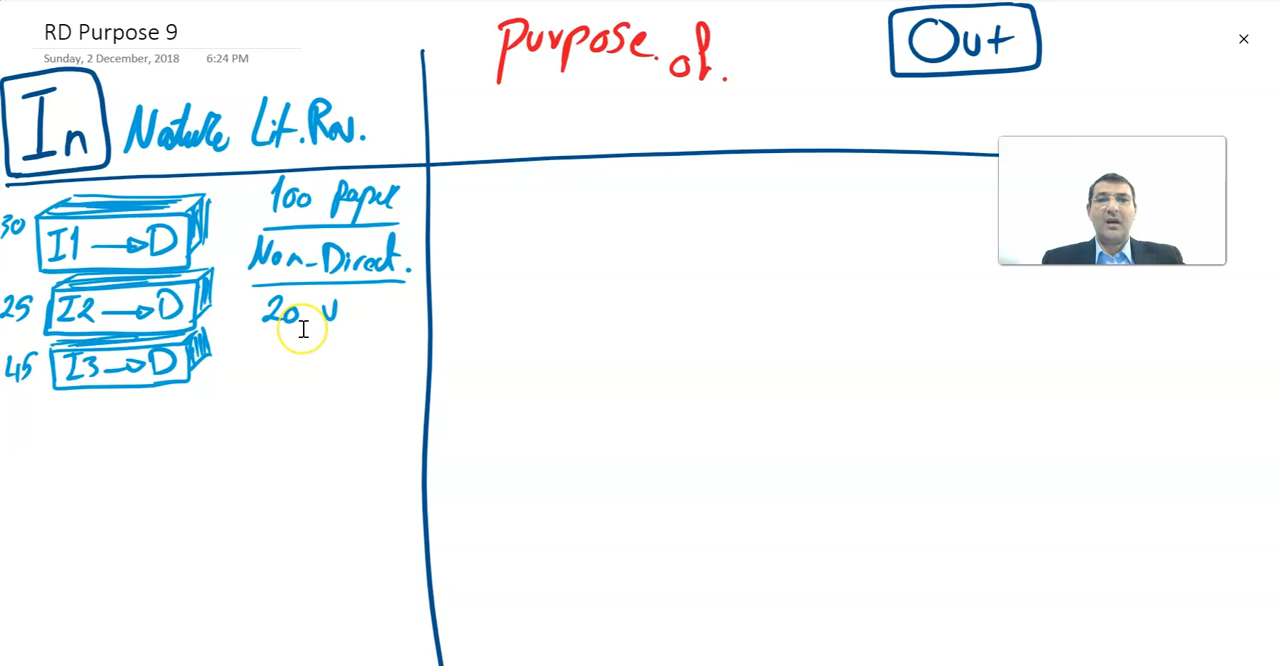 RD Purpose 9
Sunday, 2 December, 2018 6:24 PM
Purpose of.
Out
In
Nature Lit. Rev.
30 I1 → D
25 I2 → D
45 I3 → D
100 Paper
Non-Direct.
20 v